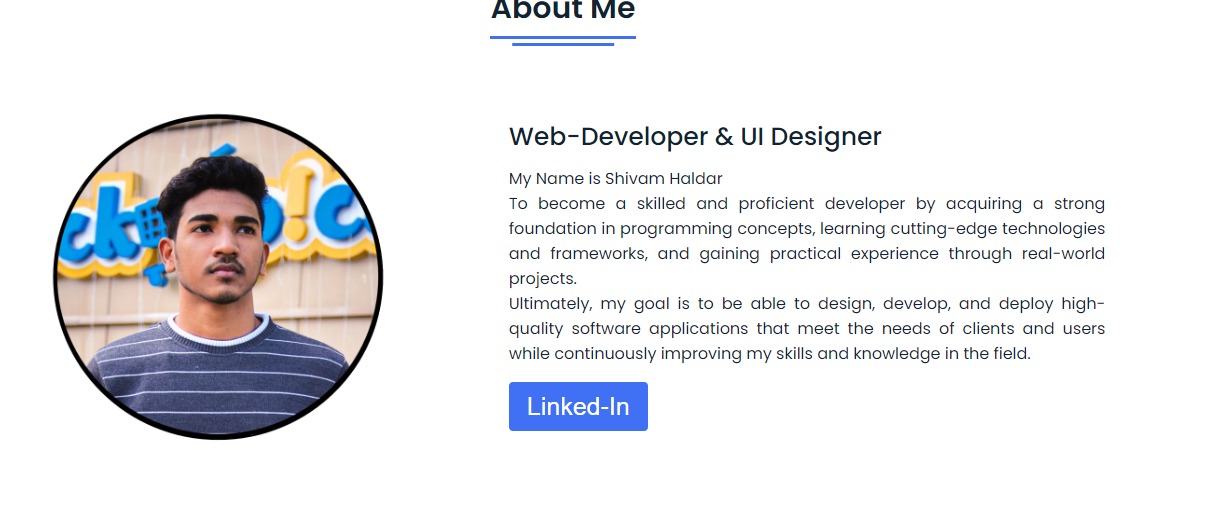 About Me
Web-Developer & UI Designer
My Name is Shivam Haldar
To become a skilled and proficient developer by acquiring a strong
foundation in programming concepts, learning cutting-edge technologies
and frameworks, and gaining practical experience through real-world
projects.
Ultimately, my goal is to be able to design, develop, and deploy high-
quality software applications that meet the needs of clients and users
while continuously improving my skills and knowledge in the field.
Linked-In